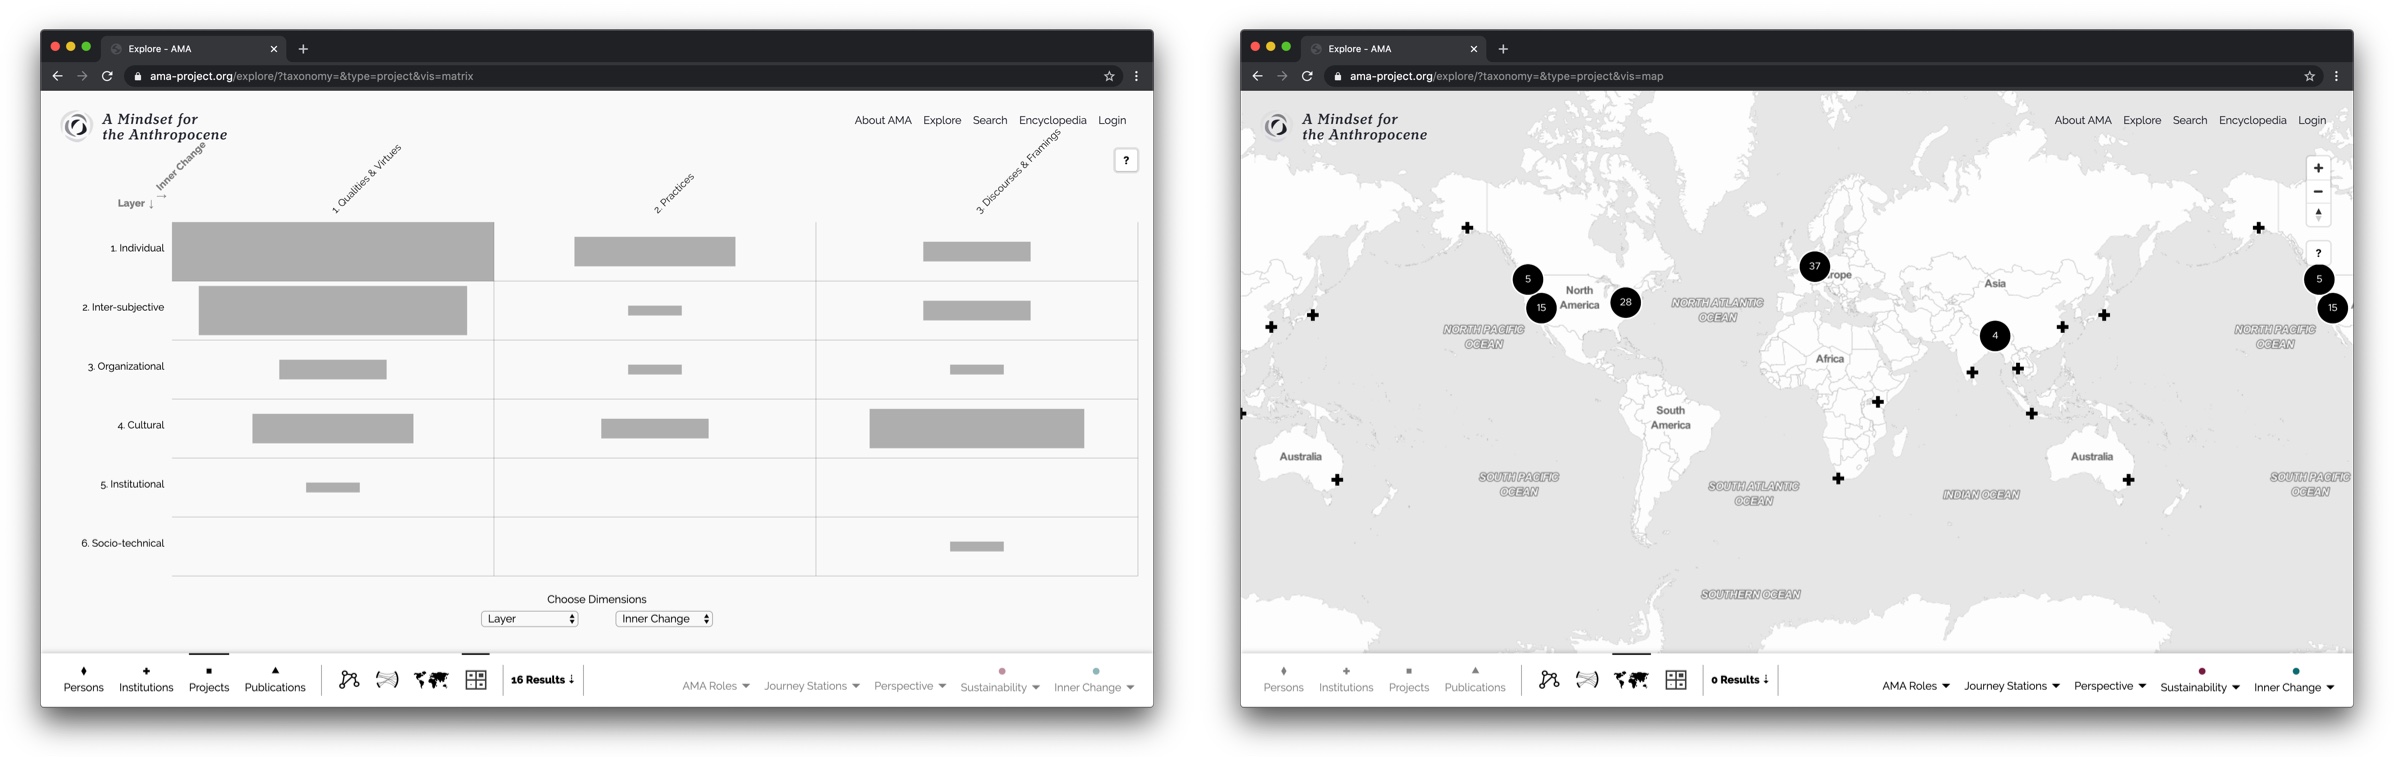 Explore - AMA
ama-project.org/explore/?taxonomy=&type=project&vis=matrix
A Mindset for
the Anthropocene
About AMA Explore Search Encyclopedia Login
?
Layer ↓ → Inner Change
1. Qualities & Virtues
2. Practices
3. Discourses & Framings
1. Individual
2. Inter-subjective
3. Organizational
4. Cultural
5. Institutional
6. Socio-technical
Choose Dimensions
Layer Inner Change
Persons Institutions Projects Publications 16 Results ↓ AMA Roles Journey Stations Perspective Sustainability Inner Change
Explore - AMA
ama-project.org/explore/?taxonomy=&type=project&vis=map
A Mindset for
the Anthropocene
About AMA Explore Search Encyclopedia Login
+
−
?
37
rope
5
15
28
4
5
15
North
America
Asia
NORTH ATLANTIC
OCEAN
NORTH PACIFIC
OCEAN
NORTH PACIFIC
OCEAN
Africa
South
America
Australia
Australia
SOUTH PACIFIC
OCEAN
SOUTH ATLANTIC
OCEAN
INDIAN OCEAN
SOUTH PACIFIC
OCEAN
SOUTHERN OCEAN
Persons Institutions Projects Publications 0 Results ↓ AMA Roles Journey Stations Perspective Sustainability Inner Change